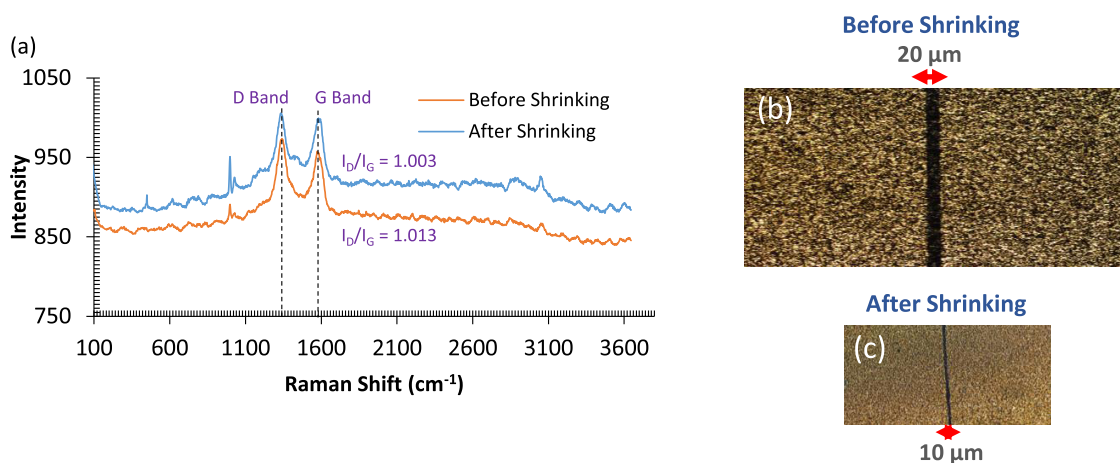 (a)
1050
950
850
750
Intensity
D Band
G Band
Before Shrinking
After Shrinking
I_D/I_G = 1.003
I_D/I_G = 1.013
100 600 1100 1600 2100 2600 3100 3600
Raman Shift (cm⁻¹)
Before Shrinking
20 µm
(b)
After Shrinking
(c)
10 µm